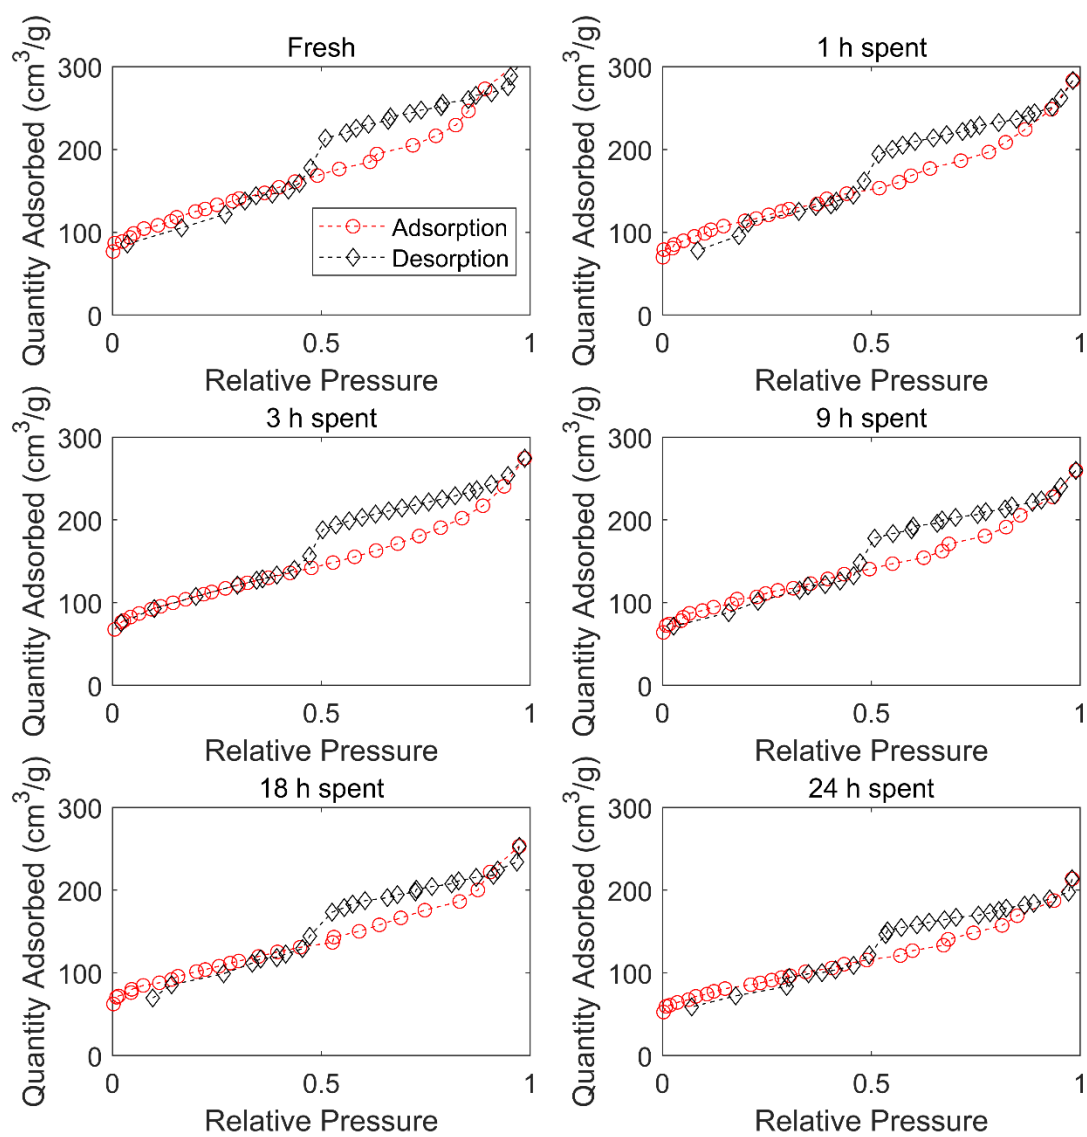 Fresh
300
200
100
0
Quantity Adsorbed (cm³/g)
Adsorption
Desorption
0 0.5 1
Relative Pressure
1 h spent
300
200
100
0
Quantity Adsorbed (cm³/g)
0 0.5 1
Relative Pressure
3 h spent
300
200
100
0
Quantity Adsorbed (cm³/g)
0 0.5 1
Relative Pressure
9 h spent
300
200
100
0
Quantity Adsorbed (cm³/g)
0 0.5 1
Relative Pressure
18 h spent
300
200
100
0
Quantity Adsorbed (cm³/g)
0 0.5 1
Relative Pressure
24 h spent
300
200
100
0
Quantity Adsorbed (cm³/g)
0 0.5 1
Relative Pressure